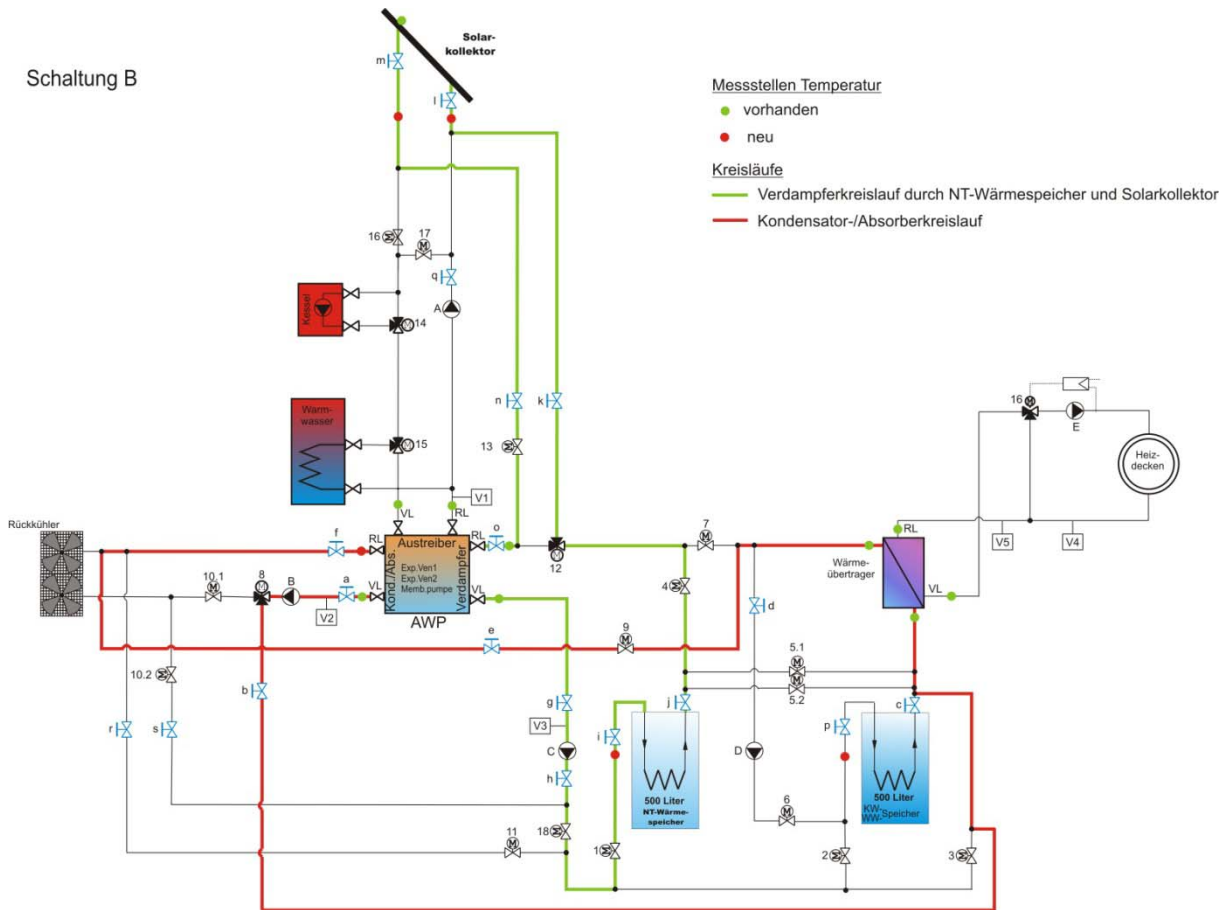 Schaltung B
Solar-
kollektor
Messstellen Temperatur
vorhanden
neu
Kreisläufe
Verdampferkreislauf durch NT-Wärmespeicher und Solarkollektor
Kondensator-/Absorberkreislauf
m
l
16 M
M 17
q
A
Kessel
M 14
n
k
16 M
E
Heiz-
decken
Warm-
wasser
M 15
13 M
V1
VL
RL
Rückkühler
f
RL
Austreiber
RL
o
7 M
RL
V5
V4
Kond./Abs.
Exp.Ven1
Exp.Ven2
Memb.pumpe
Verdampfer
M 12
Wärme-
übertrager
10.1 M
8 M
B
a
VL
VL
4 M
d
VL
V2
AWP
e
9 M
5.1 M
10.2 M
b
M 5.2
g
j
c
r
s
V3
i
p
C
D
h
500 Liter
NT-Wärme-
speicher
500 Liter
KW-
WW-
Speicher
6 M
18 M
11 M
1 M
2 M
3 M